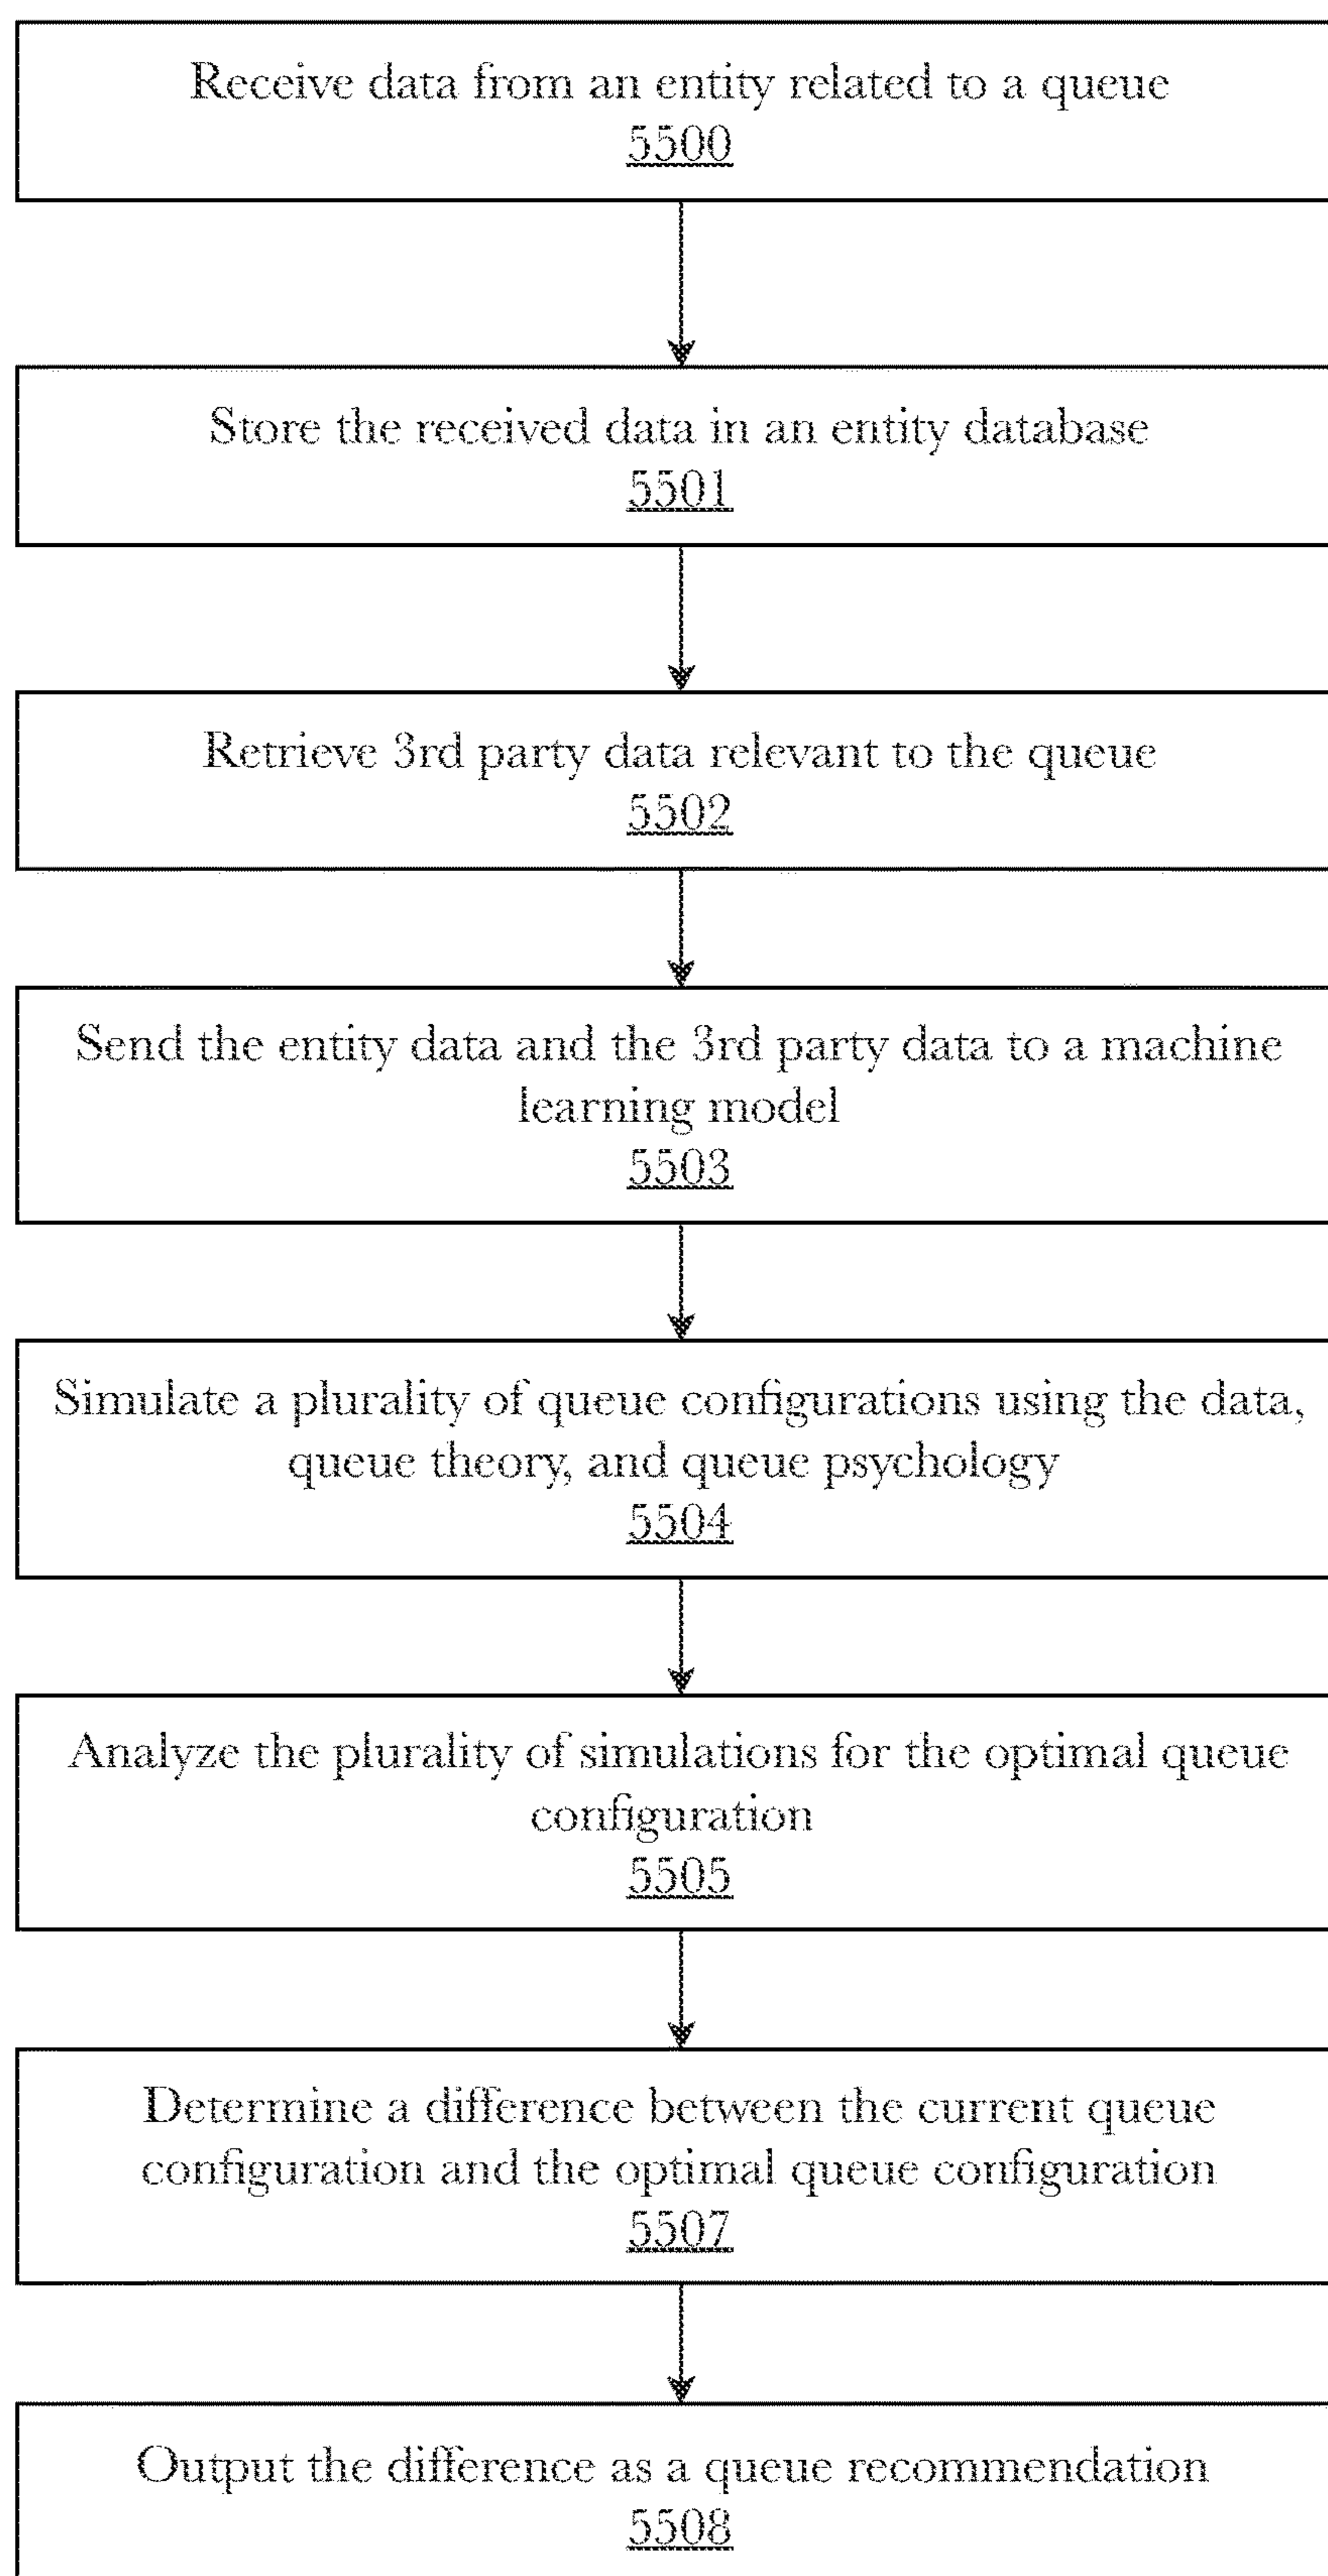 Receive data from an entity related to a queue
5500
Store the received data in an entity database
5501
Retrieve 3rd party data relevant to the queue
5502
Send the entity data and the 3rd party data to a machine
learning model
5503
Simulate a plurality of queue configurations using the data,
queue theory, and queue psychology
5504
Analyze the plurality of simulations for the optimal queue
configuration
5505
Determine a difference between the current queue
configuration and the optimal queue configuration
5507
Output the difference as a queue recommendation
5508